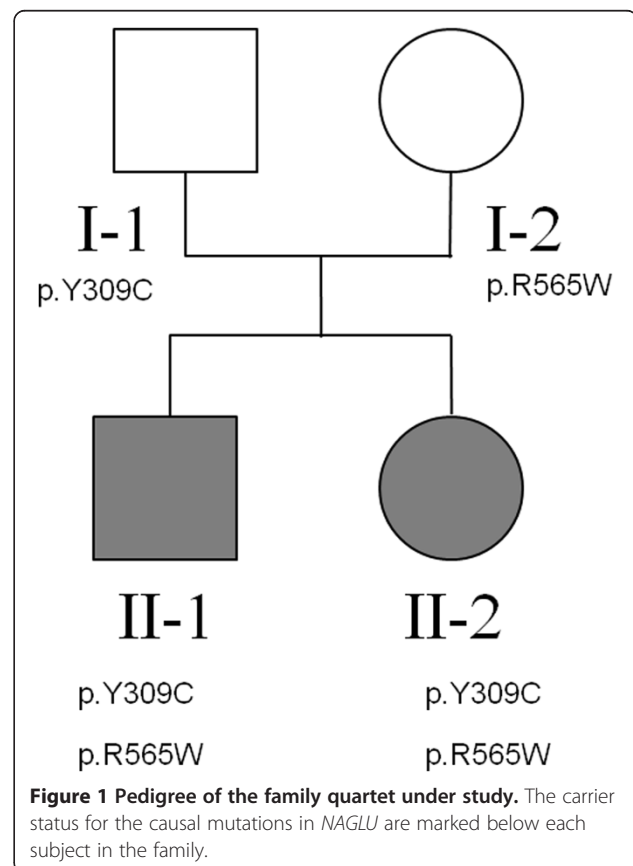 I-1
I-2
p.Y309C
p.R565W
II-1
II-2
p.Y309C
p.Y309C
p.R565W
p.R565W
Figure 1 Pedigree of the family quartet under study. The carrier
status for the causal mutations in NAGLU are marked below each
subject in the family.